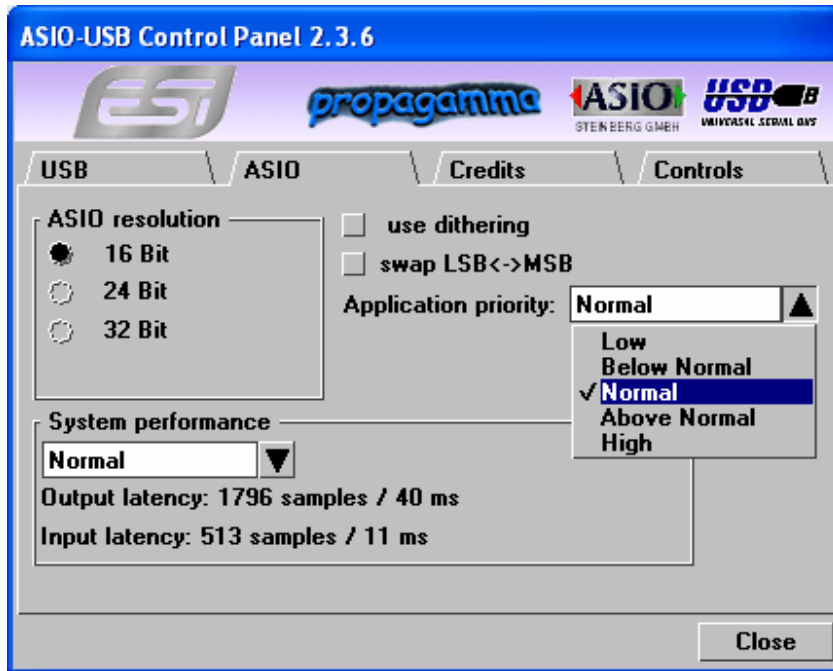 ASIO-USB Control Panel 2.3.6
ESI
propagamma
ASIO
STEINBERG GMBH
USB
UNIVERSAL SERIAL BUS
USB
ASIO
Credits
Controls
ASIO resolution
16 Bit
24 Bit
32 Bit
use dithering
swap LSB<->MSB
Application priority: Normal
Low
Below Normal
✓ Normal
Above Normal
High
System performance
Normal
Output latency: 1796 samples / 40 ms
Input latency: 513 samples / 11 ms
Close